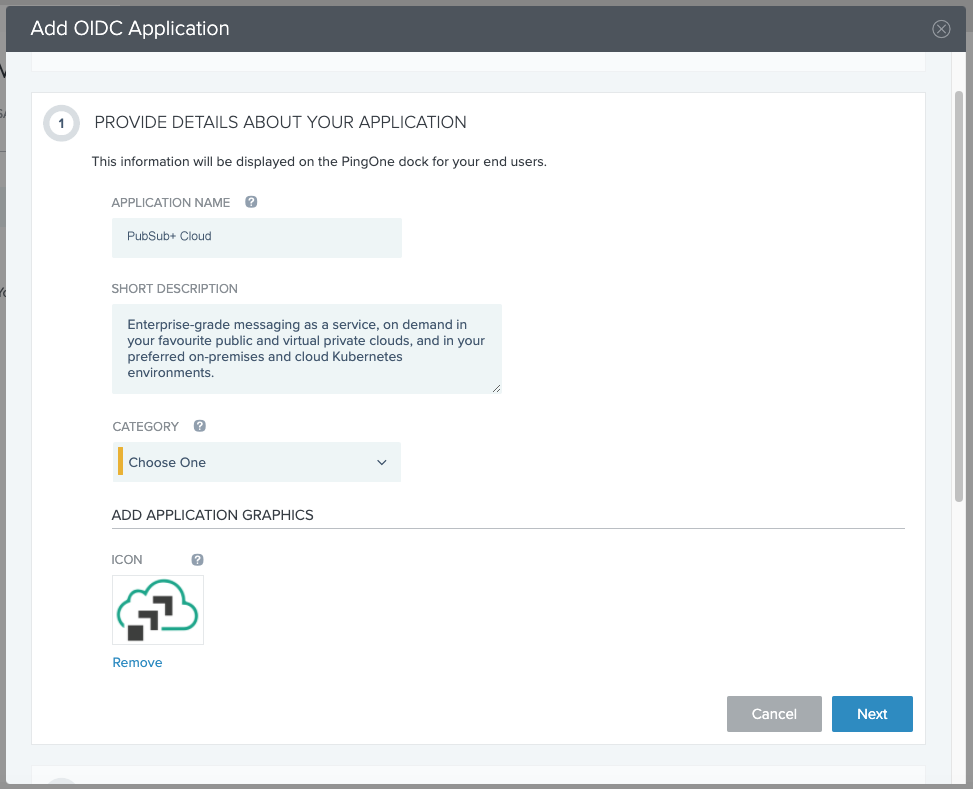 Add OIDC Application
1
PROVIDE DETAILS ABOUT YOUR APPLICATION
This information will be displayed on the PingOne dock for your end users.
APPLICATION NAME ?
PubSub+ Cloud
SHORT DESCRIPTION
Enterprise-grade messaging as a service, on demand in
your favourite public and virtual private clouds, and in your
preferred on-premises and cloud Kubernetes
environments.
CATEGORY ?
Choose One
ADD APPLICATION GRAPHICS
ICON ?
Remove
Cancel
Next